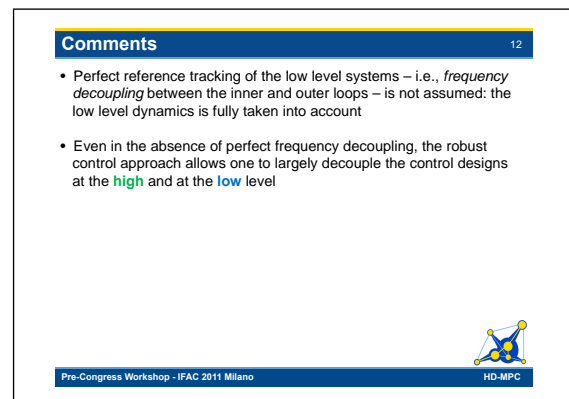 Comments
12
• Perfect reference tracking of the low level systems – i.e., frequency
decoupling between the inner and outer loops – is not assumed: the
low level dynamics is fully taken into account
• Even in the absence of perfect frequency decoupling, the robust
control approach allows one to largely decouple the control designs
at the high and at the low level
Pre-Congress Workshop - IFAC 2011 Milano
HD-MPC